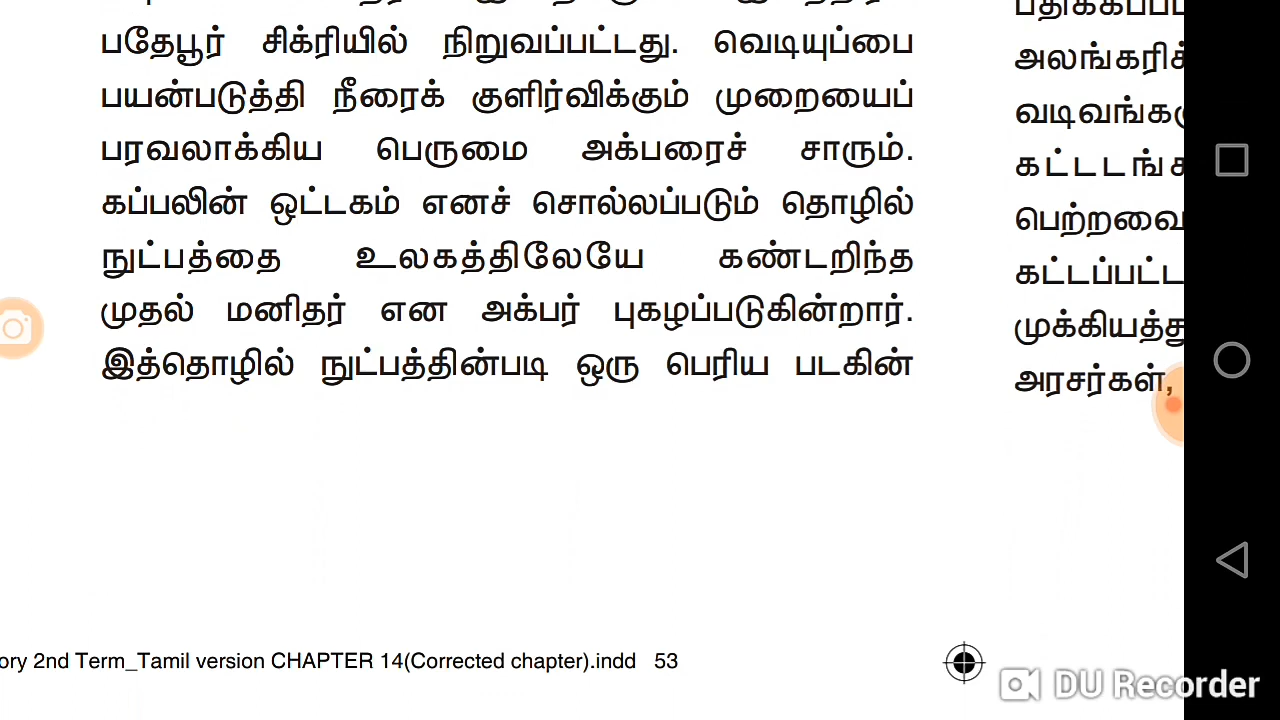 பதேபூர் சிக்ரியில் நிறுவப்பட்டது. வெடியுப்பை
பயன்படுத்தி நீரைக் குளிர்விக்கும் முறையைப்
பரவலாக்கிய பெருமை அக்பரைச் சாரும்.
கப்பலின் ஒட்டகம் எனச் சொல்லப்படும் தொழில்
நுட்பத்தை உலகத்திலேயே கண்டறிந்த
முதல் மனிதர் என அக்பர் புகழப்படுகின்றார்.
இத்தொழில் நுட்பத்தின்படி ஒரு பெரிய படகின்
அலங்கரிக்
வடிவங்க
கட்டடங்க
பெற்றவை
கட்டப்பட்ட
முக்கியத்து
அரசர்கள்,
ory 2nd Term_Tamil version CHAPTER 14(Corrected chapter).indd 53
DU Recorder